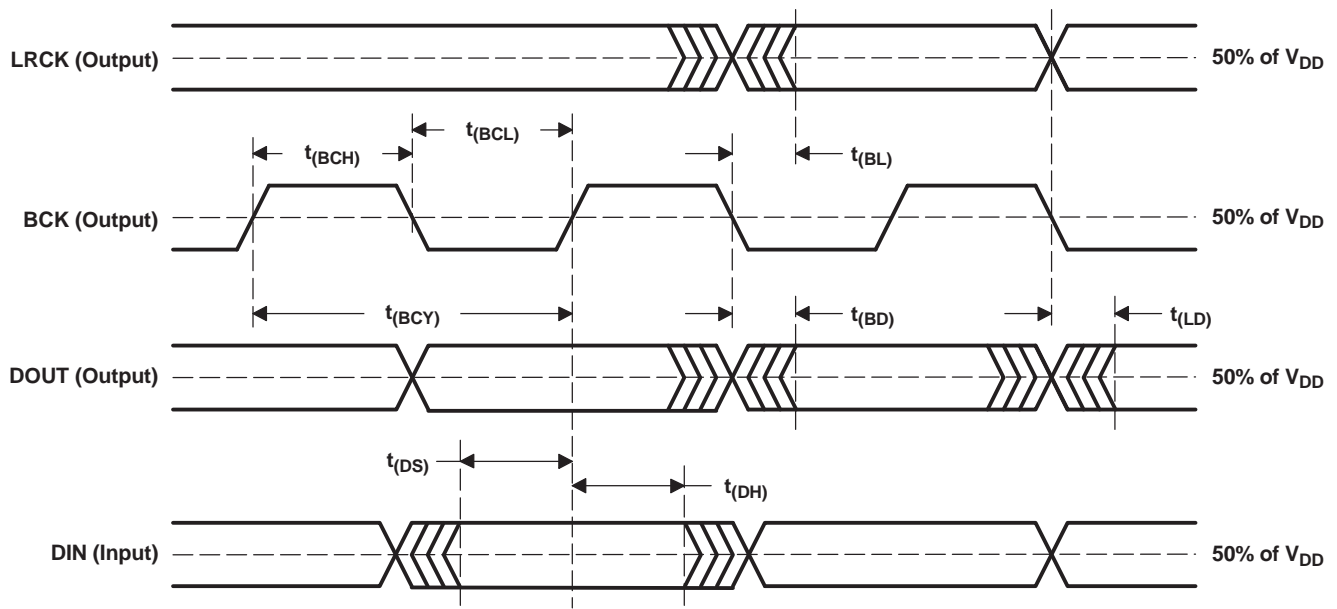 LRCK (Output)
50% of VDD
t(BCL)
t(BCH)
t(BL)
BCK (Output)
50% of VDD
t(BCY)
t(BD)
t(LD)
DOUT (Output)
50% of VDD
t(DS)
t(DH)
DIN (Input)
50% of VDD